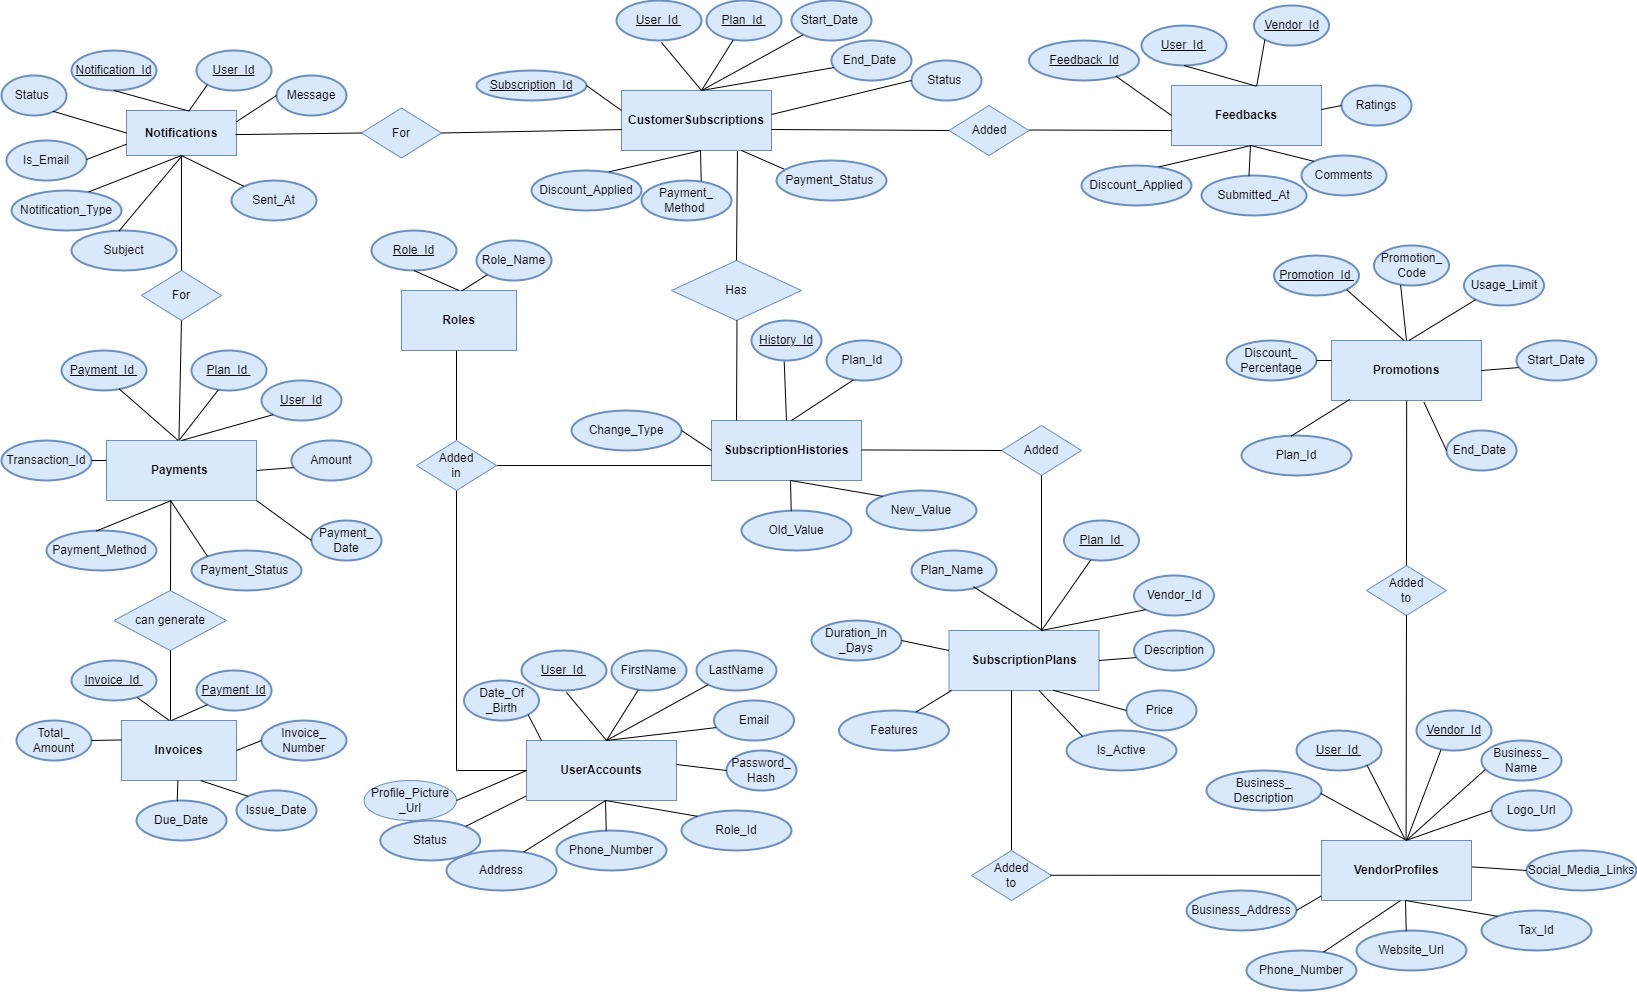 User_Id
Plan_Id
Start_Date
End_Date
Status
Subscription_Id
CustomerSubscriptions
Discount_Applied
Payment_
Method
Payment_Status
Notification_Id
User_Id
Status
Message
Notifications
Is_Email
Notification_Type
Subject
Sent_At
For
Added
Vendor_Id
User_Id
Feedback_Id
Feedbacks
Ratings
Discount_Applied
Submitted_At
Comments
For
Role_Id
Role_Name
Roles
Has
History_Id
Plan_Id
Change_Type
SubscriptionHistories
Old_Value
New_Value
Added
Added
in
Promotion_Id
Promotion_
Code
Usage_Limit
Discount_
Percentage
Promotions
Start_Date
Plan_Id
End_Date
Payment_Id
Plan_Id
User_Id
Transaction_Id
Payments
Amount
Payment_Method
Payment_Status
Payment_
Date
can generate
Invoice_Id
Payment_Id
Total_
Amount
Invoices
Invoice_
Number
Due_Date
Issue_Date
Plan_Name
Plan_Id
Vendor_Id
Duration_In
_Days
SubscriptionPlans
Description
Features
Is_Active
Price
Added
to
User_Id
FirstName
LastName
Date_Of
_Birth
Email
UserAccounts
Password_
Hash
Profile_Picture
_Url
Status
Address
Phone_Number
Role_Id
Added
to
User_Id
Vendor_Id
Business_
Name
Business_
Description
Logo_Url
VendorProfiles
Social_Media_Links
Business_Address
Phone_Number
Website_Url
Tax_Id